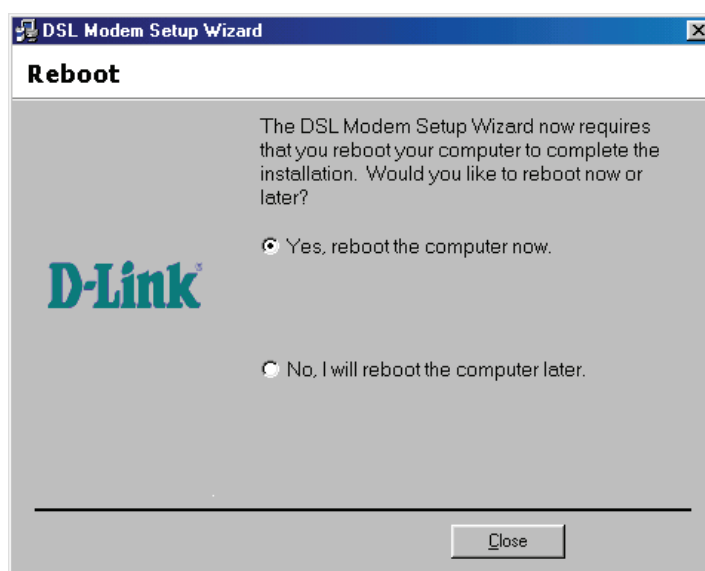 DSL Modem Setup Wizard
Reboot
The DSL Modem Setup Wizard now requires
that you reboot your computer to complete the
installation. Would you like to reboot now or
later?
Yes, reboot the computer now.
D-Link
No, I will reboot the computer later.
Close